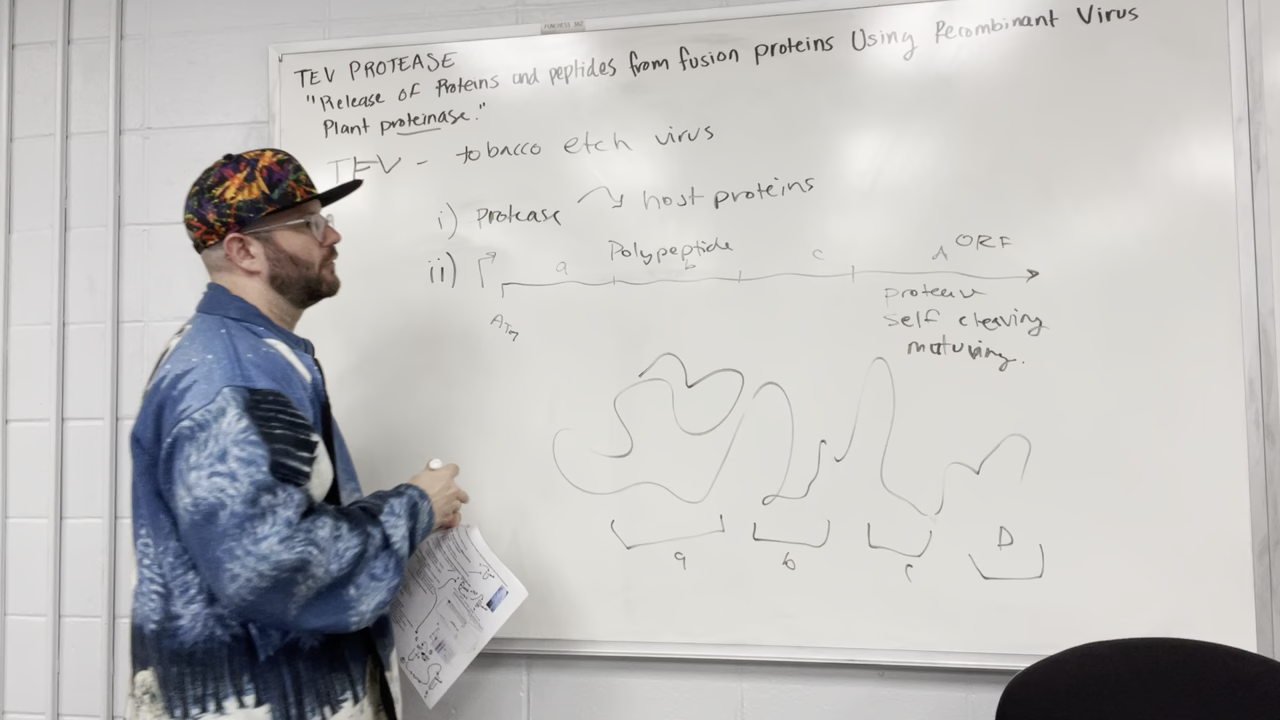 TEV PROTEASE
"Release of Proteins and peptides from fusion proteins Using Recombinant Virus
Plant proteinase."
TEV - tobacco etch virus
i) Protease → host proteins
ii) Polypeptide
a b c ORF
ATG
protease
self cleaving
maturing.
a b c D